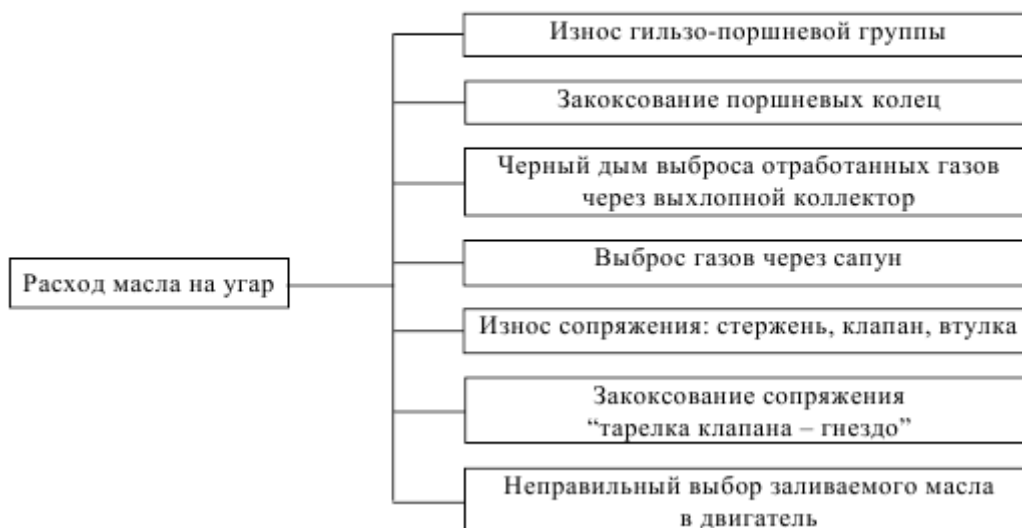 Износ гильзо-поршневой группы
Закоксование поршневых колец
Черный дым выброса отработанных газов
через выхлопной коллектор
Выброс газов через сапун
Расход масла на угар
Износ сопряжения: стержень, клапан, втулка
Закоксование сопряжения
“тарелка клапана – гнездо”
Неправильный выбор заливаемого масла
в двигатель